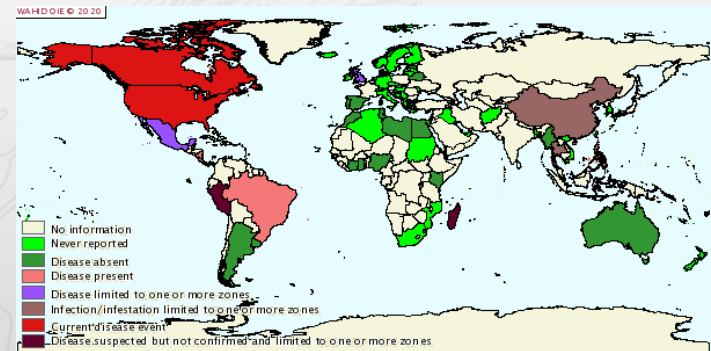 WAHID OIE © 2020
No information
Never reported
Disease absent
Disease present
Disease limited to one or more zones
Infection/infestation limited to one or more zones
Current disease event
Disease suspected but not confirmed and limited to one or more zones